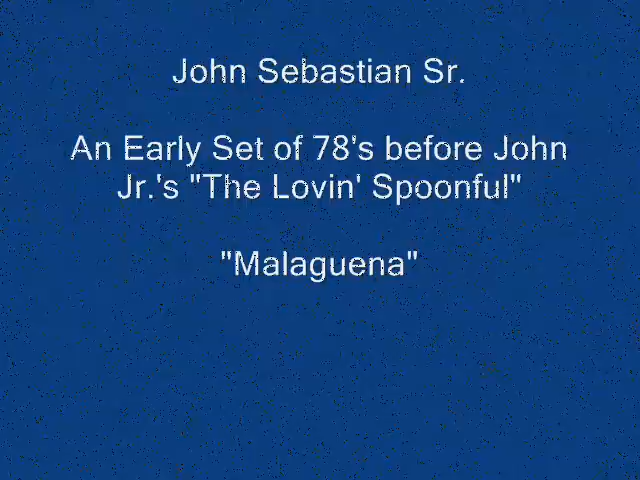 John Sebastian Sr.
An Early Set of 78's before John
Jr.'s "The Lovin' Spoonful"
"Malaguena"